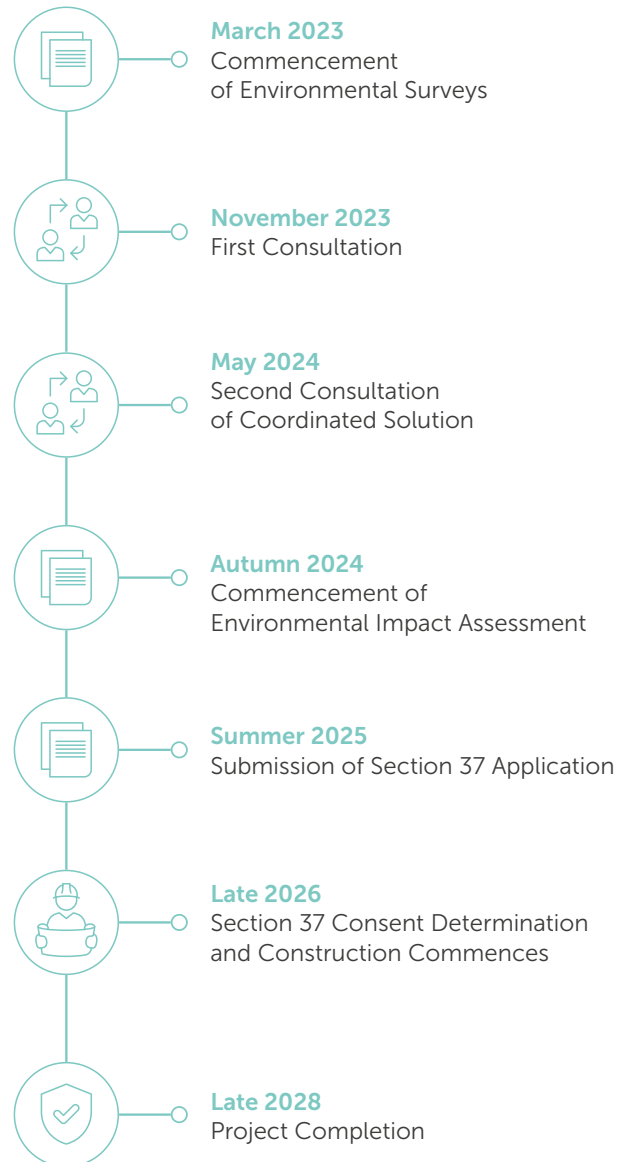 March 2023
Commencement
of Environmental Surveys
November 2023
First Consultation
May 2024
Second Consultation
of Coordinated Solution
Autumn 2024
Commencement of
Environmental Impact Assessment
Summer 2025
Submission of Section 37 Application
Late 2026
Section 37 Consent Determination
and Construction Commences
Late 2028
Project Completion